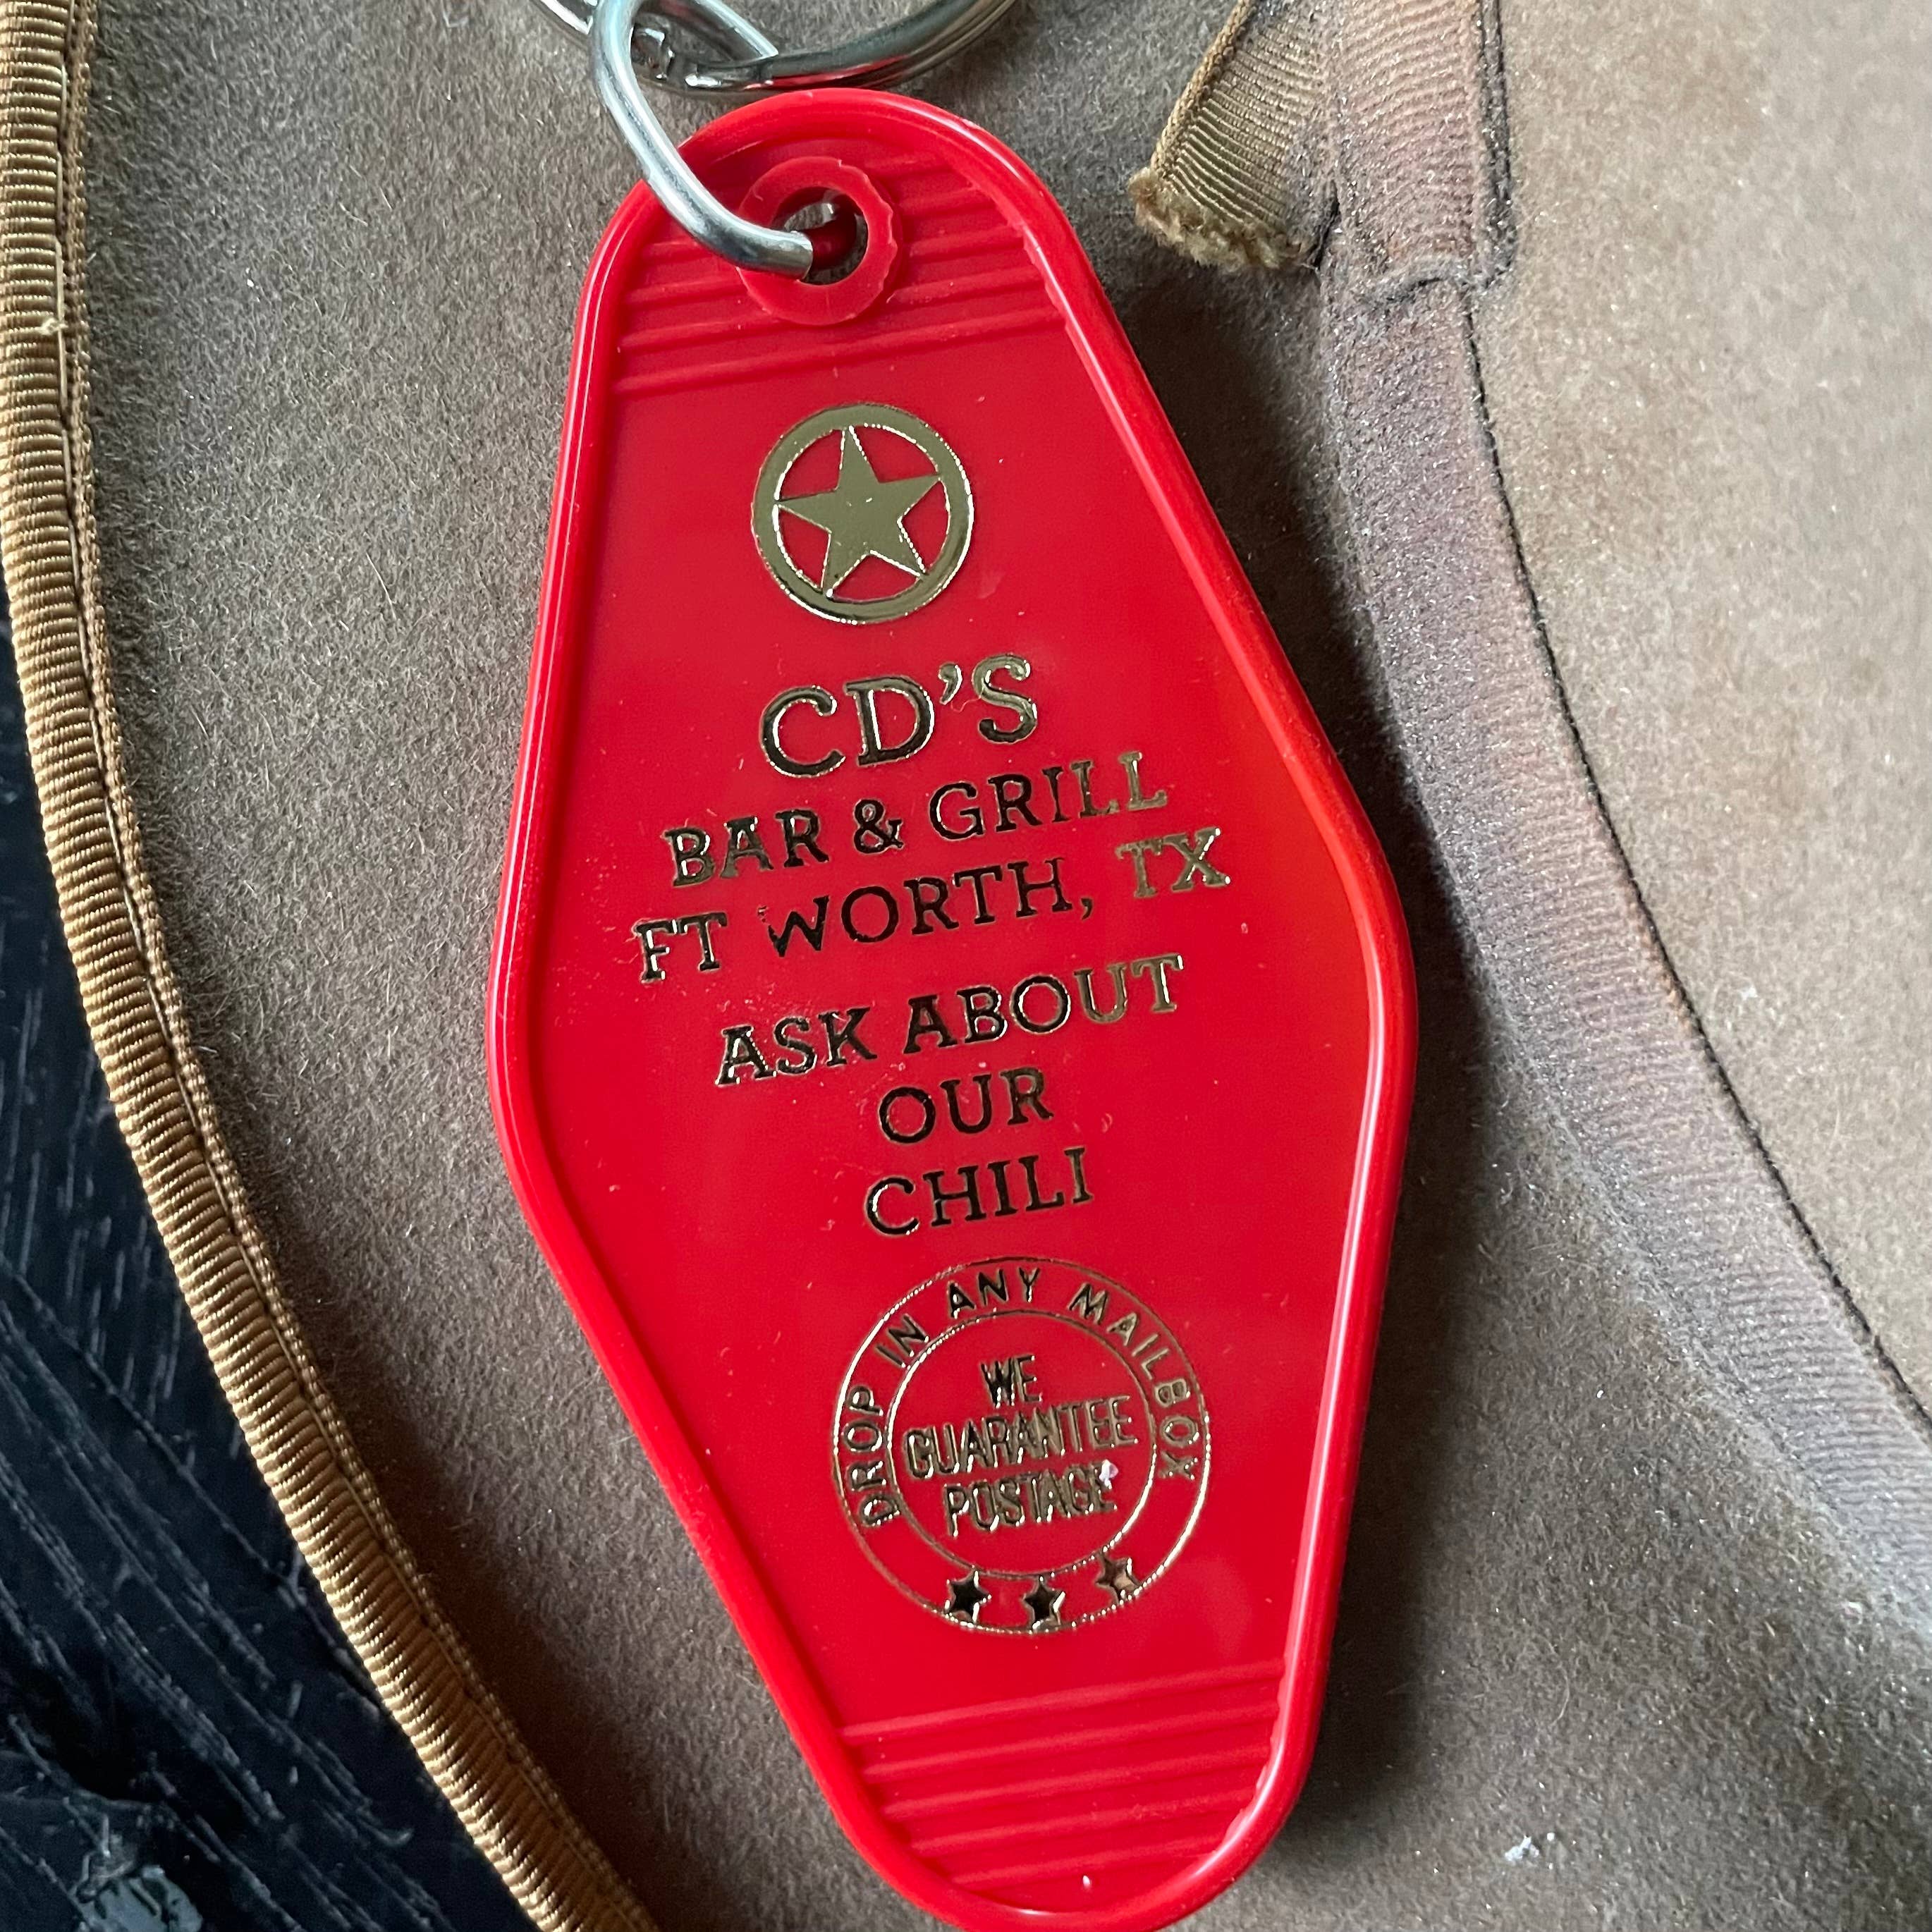 CD'S
BAR & GRILL
FT WORTH, TX
ASK ABOUT
OUR
CHILI
DROP IN ANY MAILBOX
WE
GUARANTEE
POSTAGE